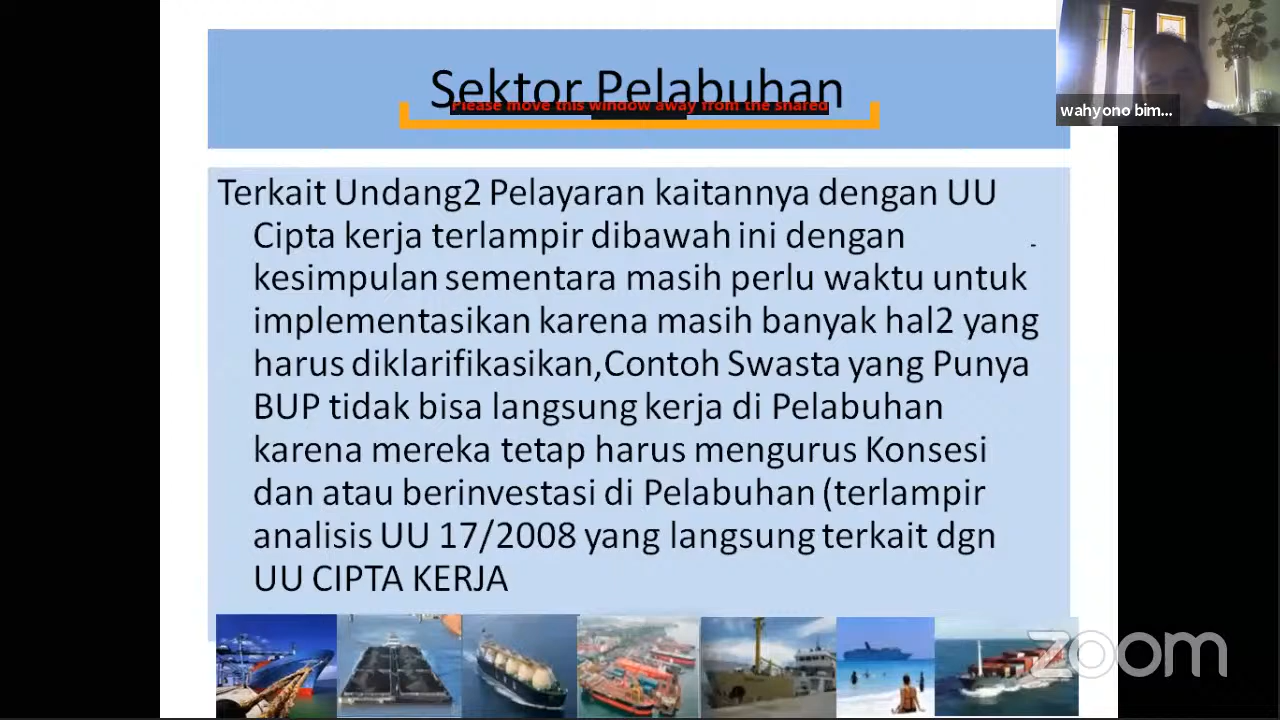 Sektor Pelabuhan
Please move this window away from the shared
wahyono bim...
Terkait Undang2 Pelayaran kaitannya dengan UU
Cipta kerja terlampir dibawah ini dengan
-
kesimpulan sementara masih perlu waktu untuk
implementasikan karena masih banyak hal2 yang
harus diklarifikasikan,Contoh Swasta yang Punya
BUP tidak bisa langsung kerja di Pelabuhan
karena mereka tetap harus mengurus Konsesi
dan atau berinvestasi di Pelabuhan (terlampir
analisis UU 17/2008 yang langsung terkait dgn
UU CIPTA KERJA
zoom